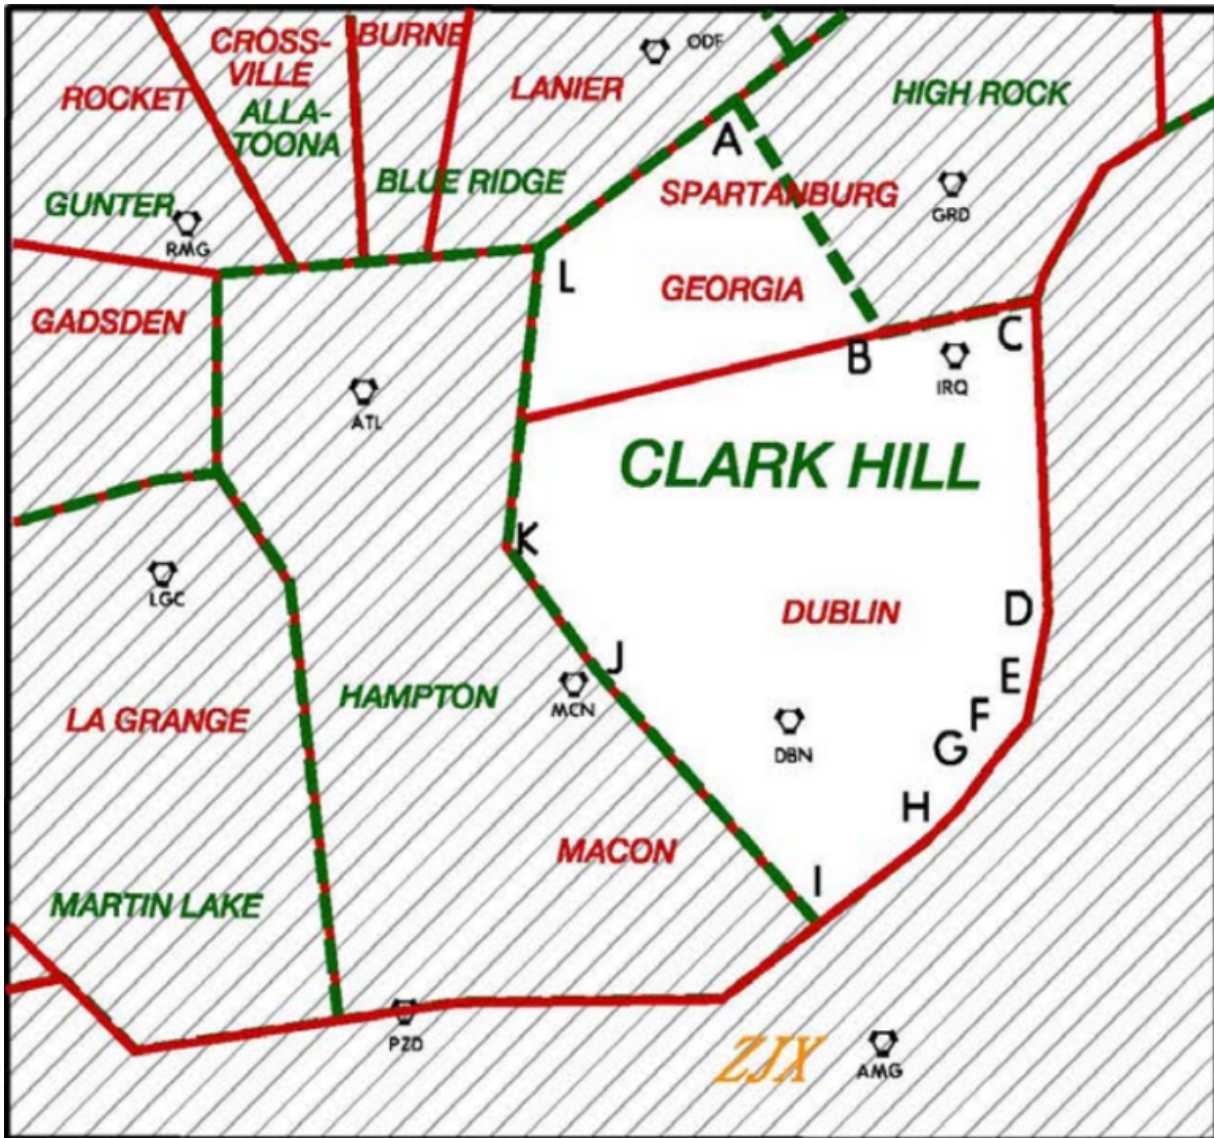 CROSS-
VILLE
BURNE
ODF
ROCKET
LANIER
HIGH ROCK
ALLA-
TOONA
A
BLUE RIDGE
SPARTANBURG
GUNTER
GRD
RMG
L
GEORGIA
GADSDEN
C
B
IRQ
ATL
CLARK HILL
K
LGC
DUBLIN
D
J
E
HAMPTON
MCN
F
LA GRANGE
G
DBN
H
MACON
I
MARTIN LAKE
PZD
ZJX
AMG